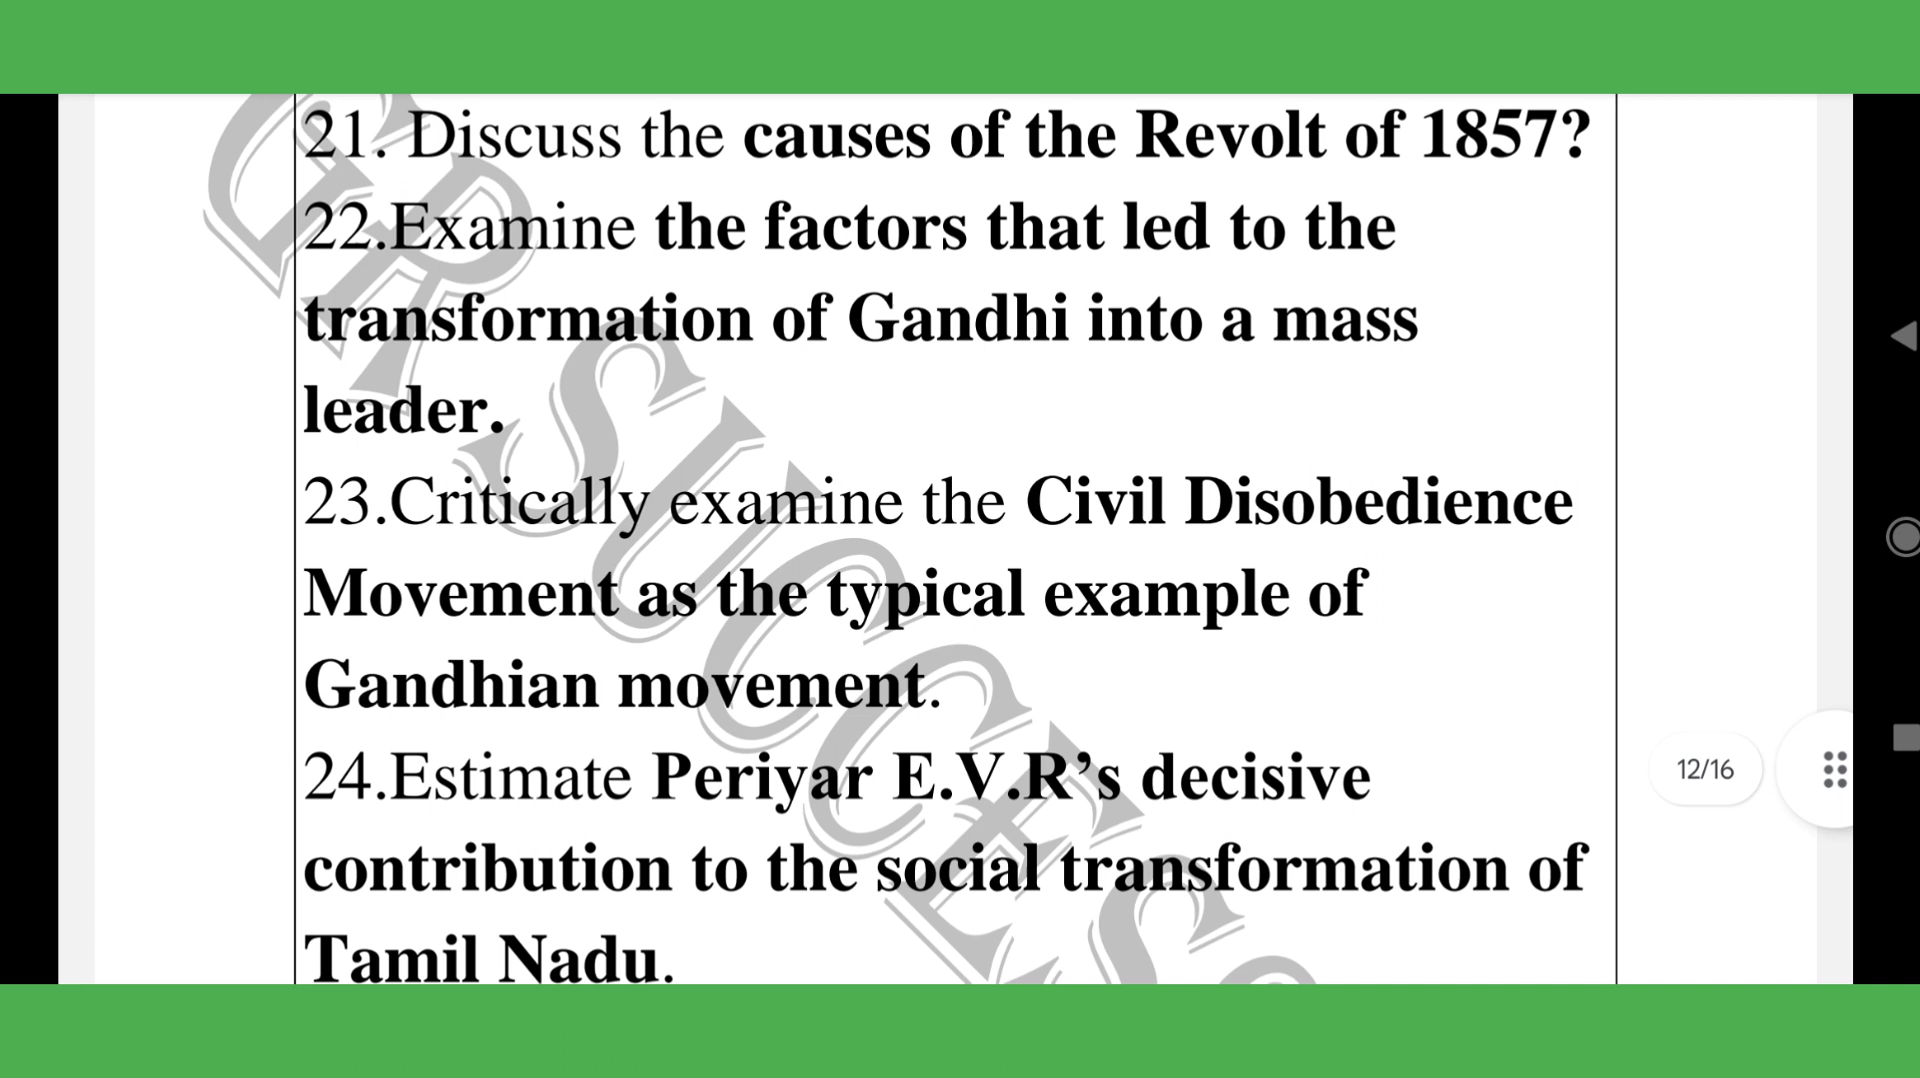 21. Discuss the causes of the Revolt of 1857?
22.Examine the factors that led to the
transformation of Gandhi into a mass
leader.
23.Critically examine the Civil Disobedience
Movement as the typical example of
Gandhian movement.
24.Estimate Periyar E.V.R’s decisive
contribution to the social transformation of
Tamil Nadu.
GR SUCCESS
12/16